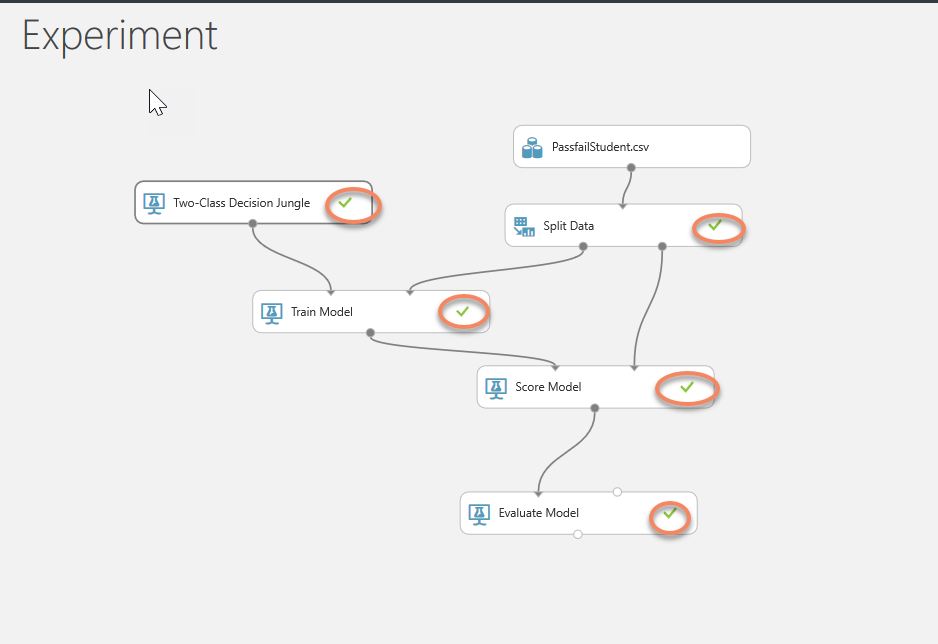 Experiment
PassfailStudent.csv
Two-Class Decision Jungle
Split Data
Train Model
Score Model
Evaluate Model